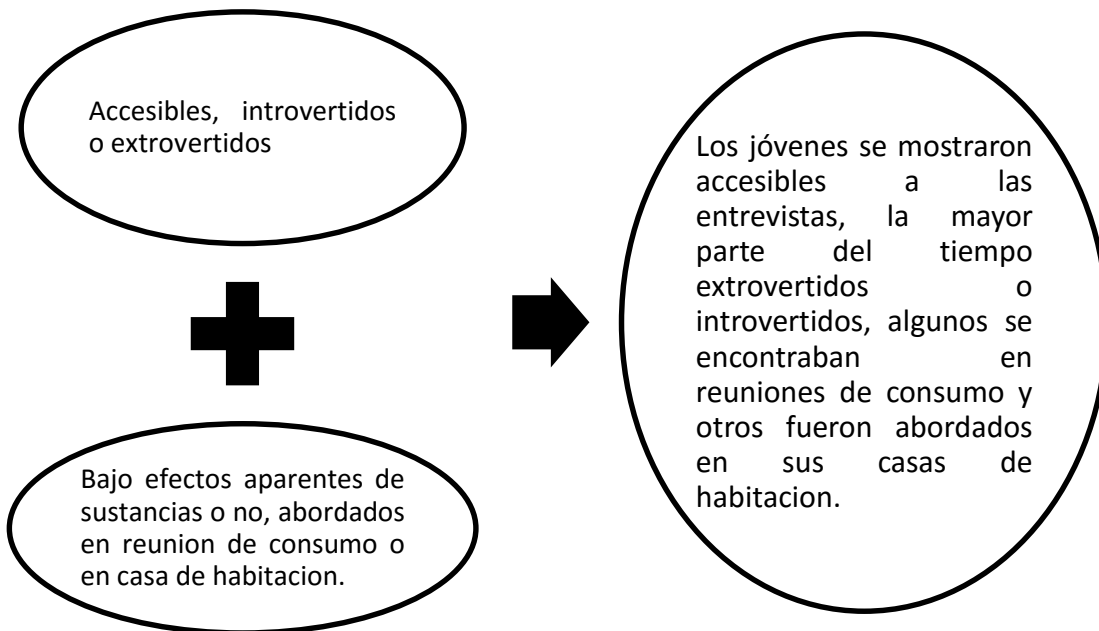 Accesibles, introvertidos
o extrovertidos
Bajo efectos aparentes de
sustancias o no, abordados
en reunion de consumo o
en casa de habitacion.
Los jóvenes se mostraron
accesibles a las
entrevistas, la mayor
parte del tiempo
extrovertidos o
introvertidos, algunos se
encontraban en
reuniones de consumo y
otros fueron abordados
en sus casas de
habitacion.